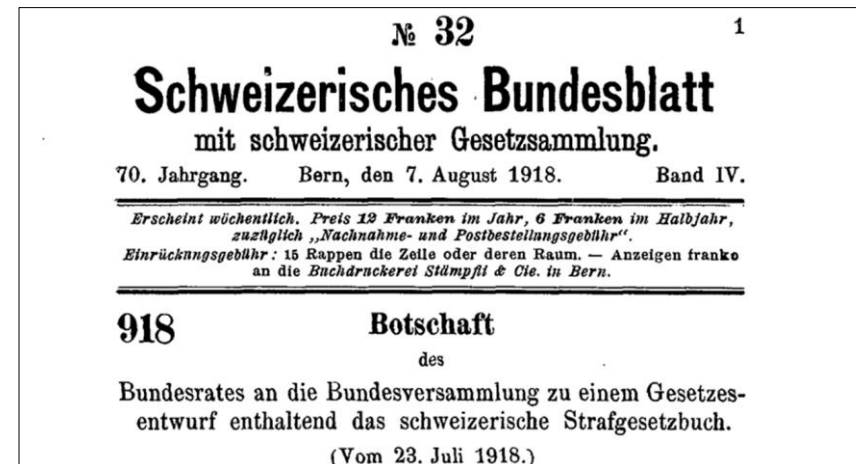 № 32
1
Schweizerisches Bundesblatt
mit schweizerischer Gesetzsammlung.
70. Jahrgang. Bern, den 7. August 1918. Band IV.
Erscheint wöchentlich. Preis 12 Franken im Jahr, 6 Franken im Halbjahr,
zuzüglich „Nachnahme- und Postbestellungsgebühr“.
Einrückungsgebühr: 15 Rappen die Zeile oder deren Raum. — Anzeigen franko
an die Buchdruckerei Stämpfli & Cie. in Bern.
918
Botschaft
des
Bundesrates an die Bundesversammlung zu einem Gesetzes-
entwurf enthaltend das schweizerische Strafgesetzbuch.
(Vom 23. Juli 1918.)